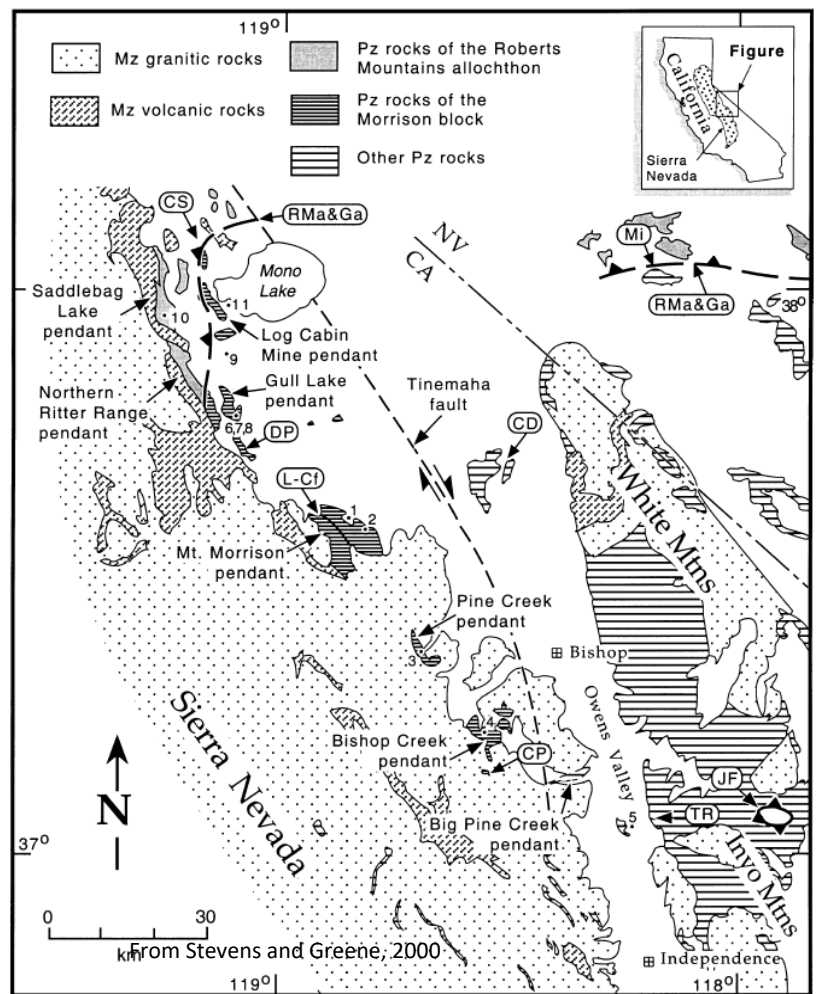 119⁰
Mz granitic rocks
Mz volcanic rocks
Pz rocks of the Roberts
Mountains allochthon
Pz rocks of the
Morrison block
Other Pz rocks
Figure
California
Sierra
Nevada
CS
RMa&Ga
Mono
Lake
NV
CA
Mi
RMa&Ga
38⁰
Saddlebag
Lake
pendant
10
11
Log Cabin
Mine pendant
9
Gull Lake
pendant
Northern
Ritter Range
pendant
6,7,8
DP
Tinemaha
fault
CD
L-Cf
1
2
Mt. Morrison
pendant
White Mtns
Pine Creek
pendant
3
Bishop
Sierra Nevada
Owens Valley
4
Bishop Creek
pendant
CP
Big Pine Creek
pendant
5
TR
JF
Inyo Mtns
N
37⁰
0
30
km
From Stevens and Greene, 2000
Independence
119⁰
118⁰